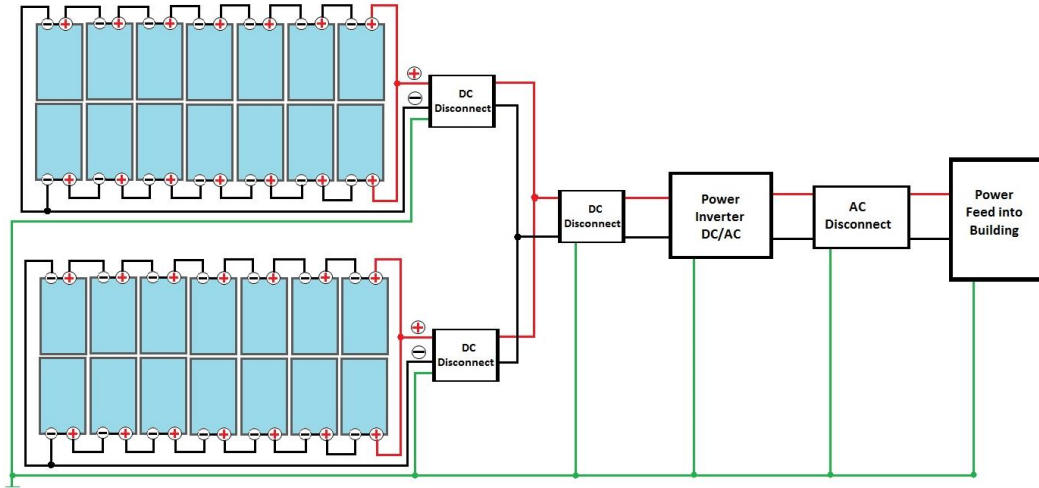 DC
Disconnect
DC
Disconnect
Power
Inverter
DC/AC
AC
Disconnect
Power
Feed into
Building
DC
Disconnect